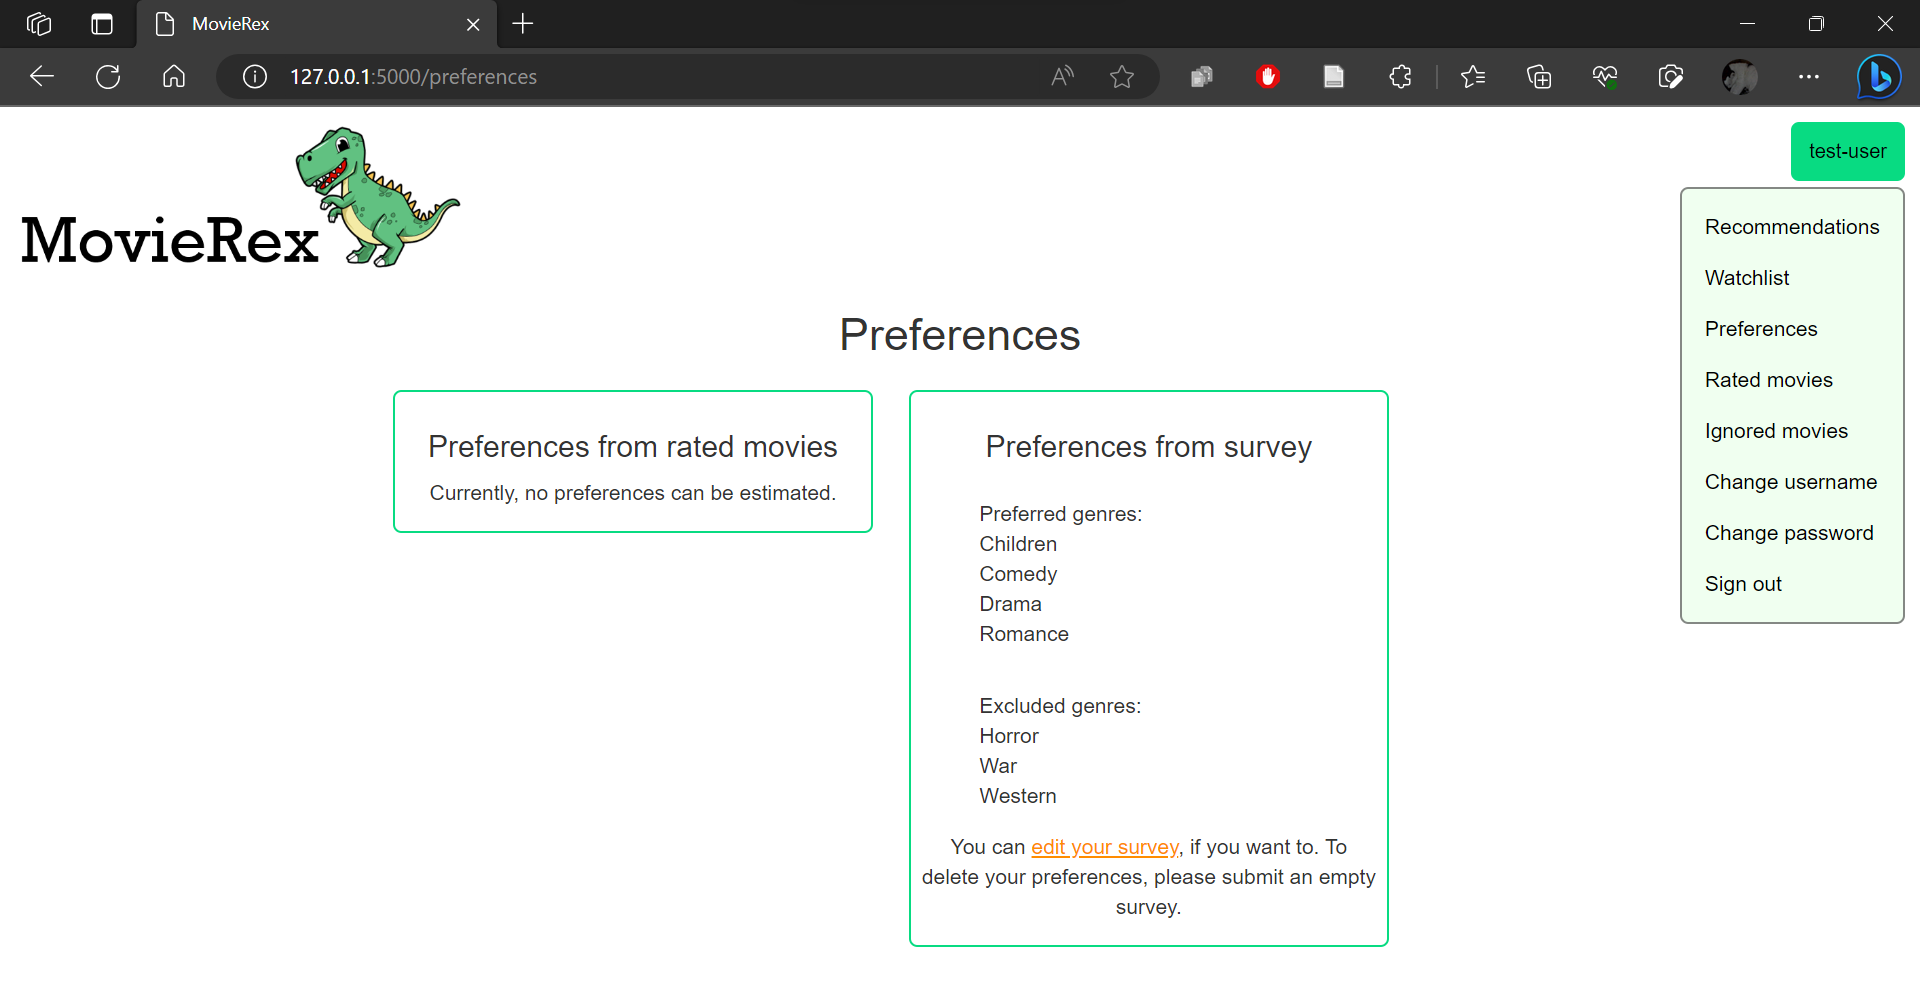 MovieRex
127.0.0.1:5000/preferences
test-user
MovieRex
Recommendations
Watchlist
Preferences
Rated movies
Ignored movies
Change username
Change password
Sign out
Preferences
Preferences from rated movies
Currently, no preferences can be estimated.
Preferences from survey
Preferred genres:
Children
Comedy
Drama
Romance
Excluded genres:
Horror
War
Western
You can edit your survey, if you want to. To
delete your preferences, please submit an empty
survey.